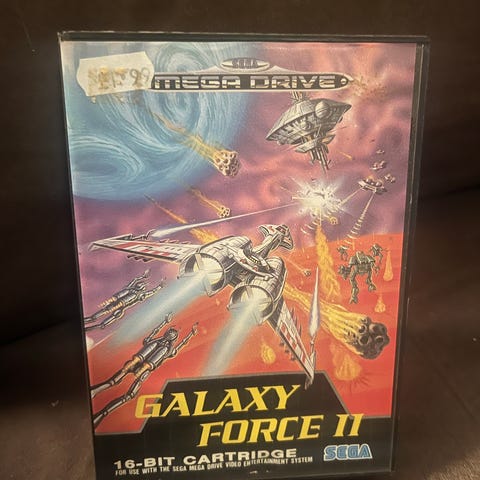 SEGA
MEGA DRIVE
GALAXY
FORCE II
16-BIT CARTRIDGE
SEGA
FOR USE WITH THE SEGA MEGA DRIVE VIDEO ENTERTAINMENT SYSTEM